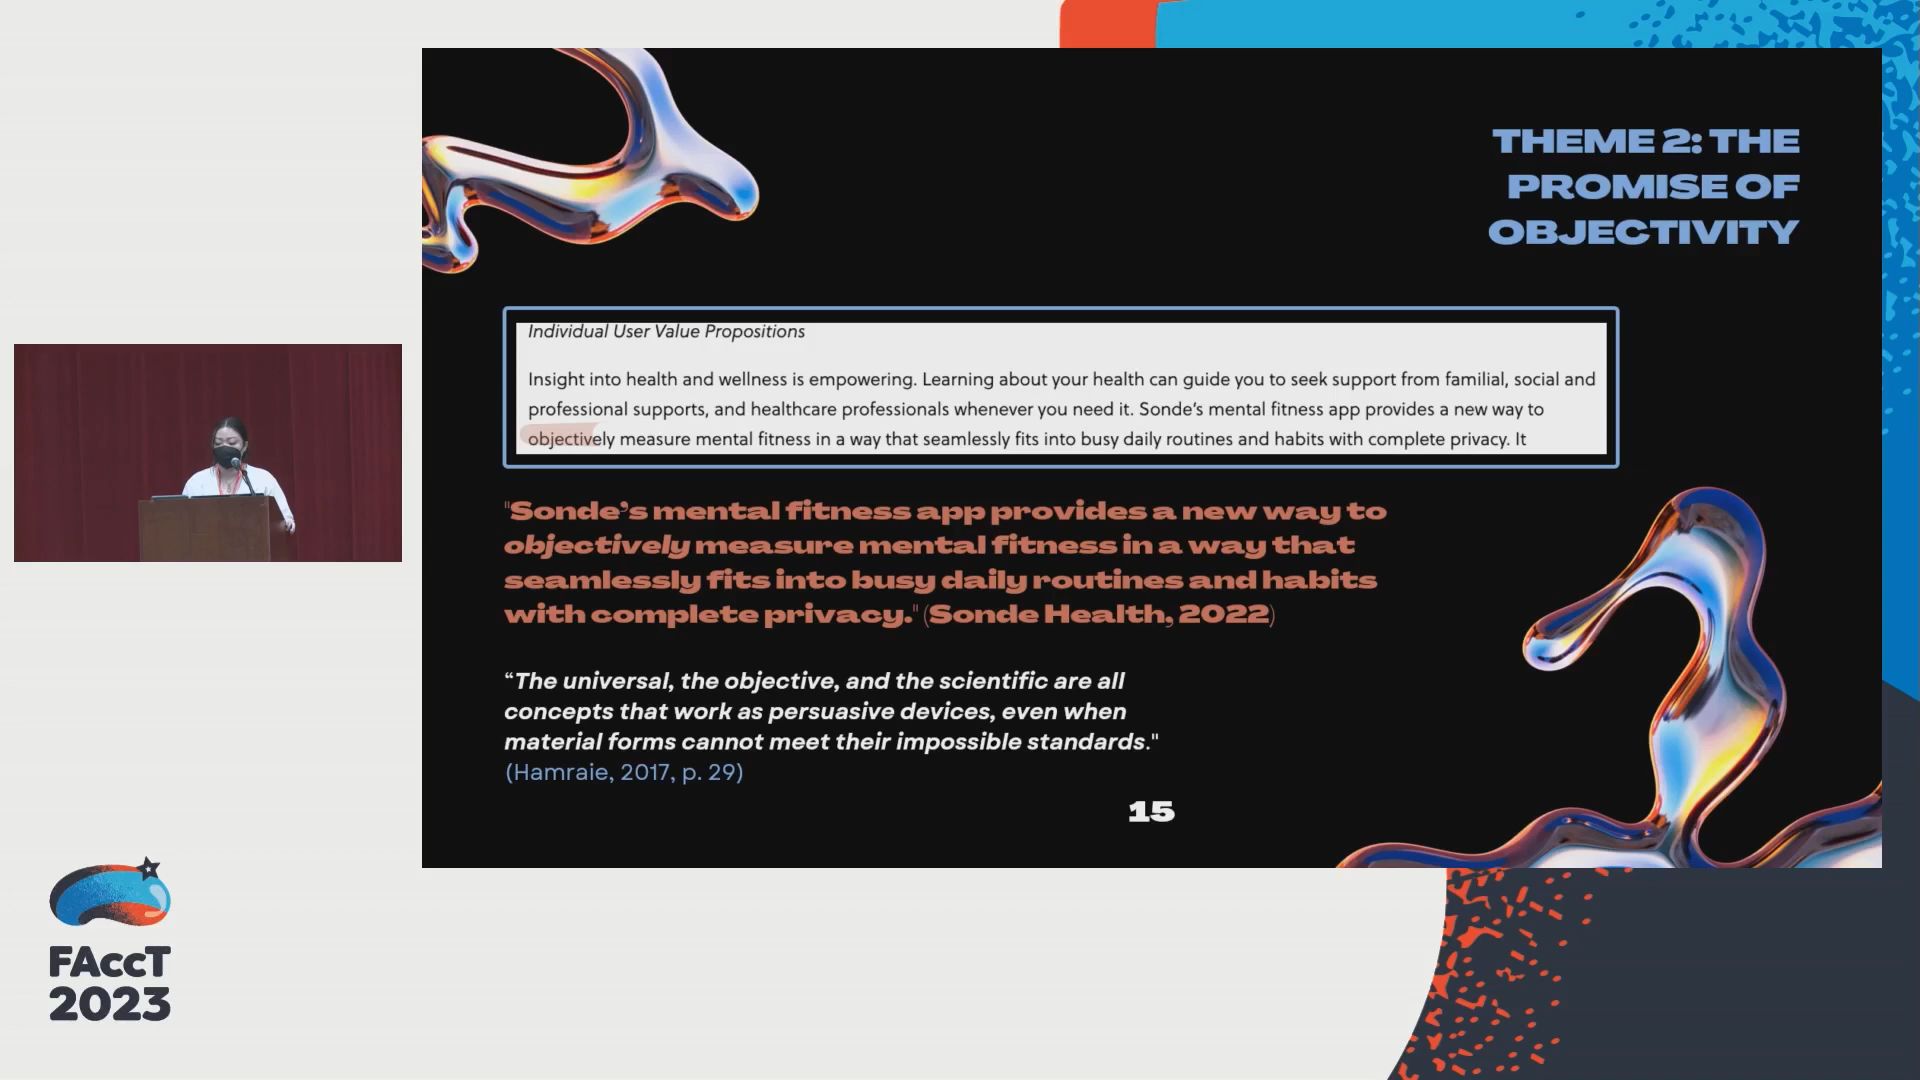 THEME 2: THE
PROMISE OF
OBJECTIVITY
Individual User Value Propositions
Insight into health and wellness is empowering. Learning about your health can guide you to seek support from familial, social and
professional supports, and healthcare professionals whenever you need it. Sonde's mental fitness app provides a new way to
objectively measure mental fitness in a way that seamlessly fits into busy daily routines and habits with complete privacy. It
"Sonde's mental fitness app provides a new way to
objectively measure mental fitness in a way that
seamlessly fits into busy daily routines and habits
with complete privacy." (Sonde Health, 2022)
“The universal, the objective, and the scientific are all
concepts that work as persuasive devices, even when
material forms cannot meet their impossible standards."
(Hamraie, 2017, p. 29)
15
FAccT
2023